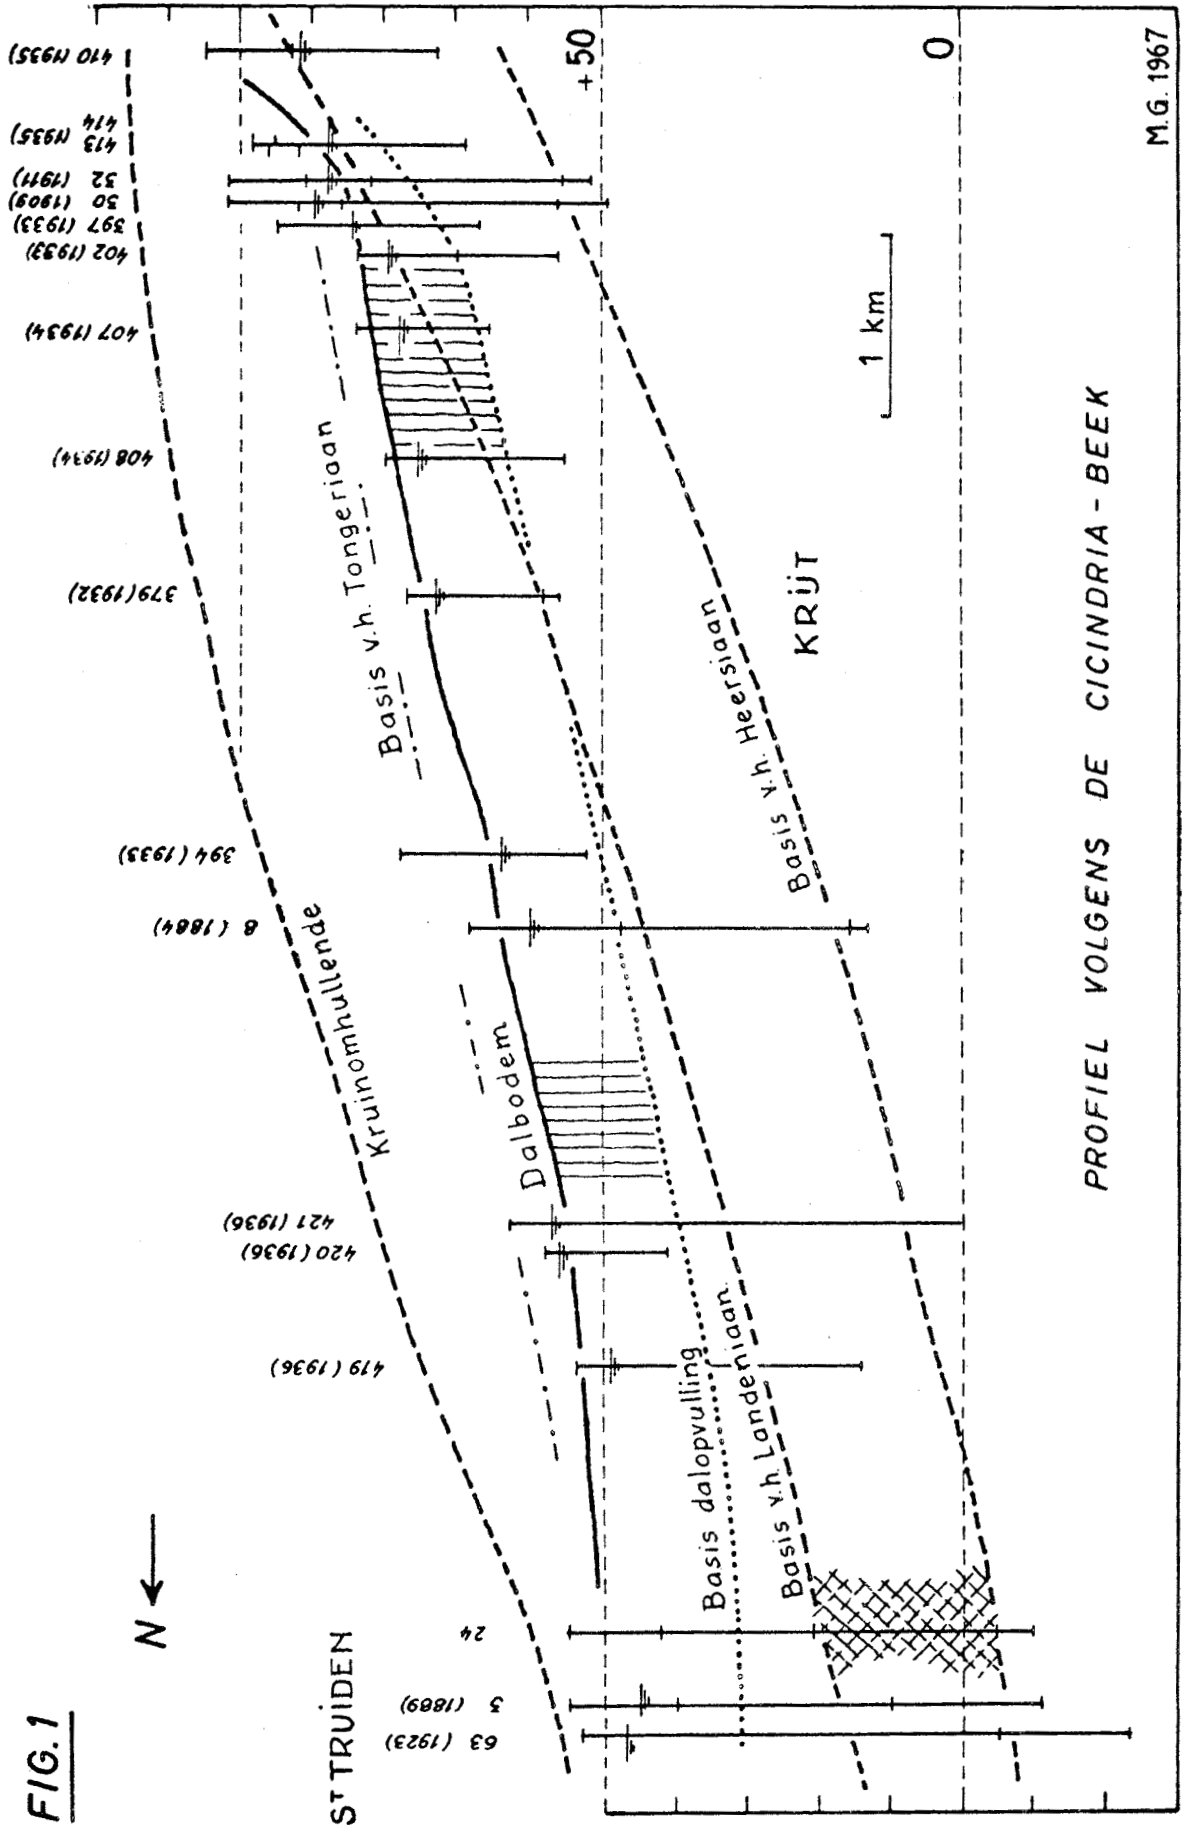 FIG. 1
N
ST TRUIDEN
63 (1923)
3 (1889)
24
419 (1936)
420 (1936)
421 (1936)
8 (1884)
394 (1933)
379 (1932)
408 (1934)
407 (1934)
402 (1933)
397 (1933)
30 (1909)
32 (1911)
413
414
(1935)
410 (1935)
Kruinomhullende
Dalbodem
Basis v.h. Tongeriaan
Basis dalopvulling
Basis v.h. Landeniaan
Basis v.h. Heersiaan
KRIJT
+50
0
1 km
PROFIEL VOLGENS DE CICINDRIA-BEEK
M.G. 1967